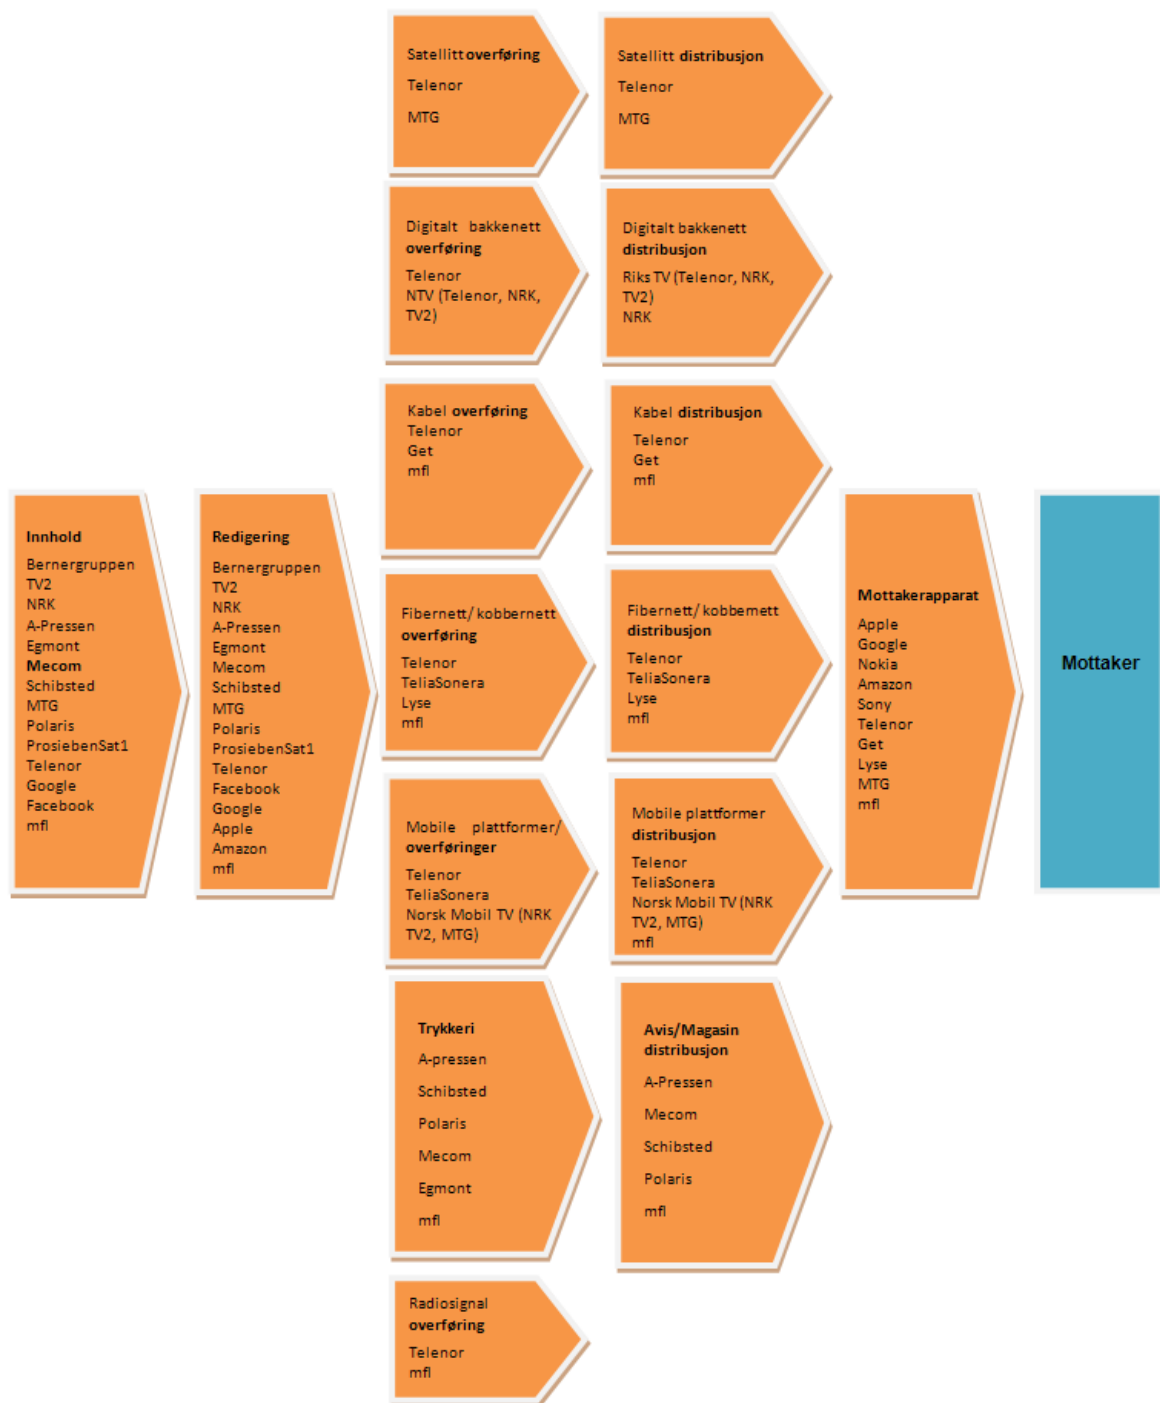 Satellitt overføring
Telenor
MTG
Satellitt distribusjon
Telenor
MTG
Digitalt bakkenett
overføring
Telenor
NTV (Telenor, NRK,
TV2)
Digitalt bakkenett
distribusjon
Riks TV (Telenor, NRK,
TV2)
NRK
Kabel overføring
Telenor
Get
mfl
Kabel distribusjon
Telenor
Get
mfl
Innhold
Bernergruppen
TV2
NRK
A-Pressen
Egmont
Mecom
Schibsted
MTG
Polaris
ProsiebenSat1
Telenor
Google
Facebook
mfl
Redigering
Bernergruppen
TV2
NRK
A-Pressen
Egmont
Mecom
Schibsted
MTG
Polaris
ProsiebenSat1
Telenor
Facebook
Google
Apple
Amazon
mfl
Fibernett/ kobbernett
overføring
Telenor
TeliaSonera
Lyse
mfl
Fibernett/ kobbemett
distribusjon
Telenor
TeliaSonera
Lyse
mfl
Mobile plattformer/
overføringer
Telenor
TeliaSonera
Norsk Mobil TV (NRK
TV2, MTG)
Mobile plattformer
distribusjon
Telenor
TeliaSonera
Norsk Mobil TV (NRK
TV2, MTG)
mfl
Trykkeri
A-pressen
Schibsted
Polaris
Mecom
Egmont
mfl
Avis/Magasin
distribusjon
A-Pressen
Mecom
Schibsted
Polaris
mfl
Radiosignal
overføring
Telenor
mfl
Mottakerapparat
Apple
Google
Nokia
Amazon
Sony
Telenor
Get
Lyse
MTG
mfl
Mottaker